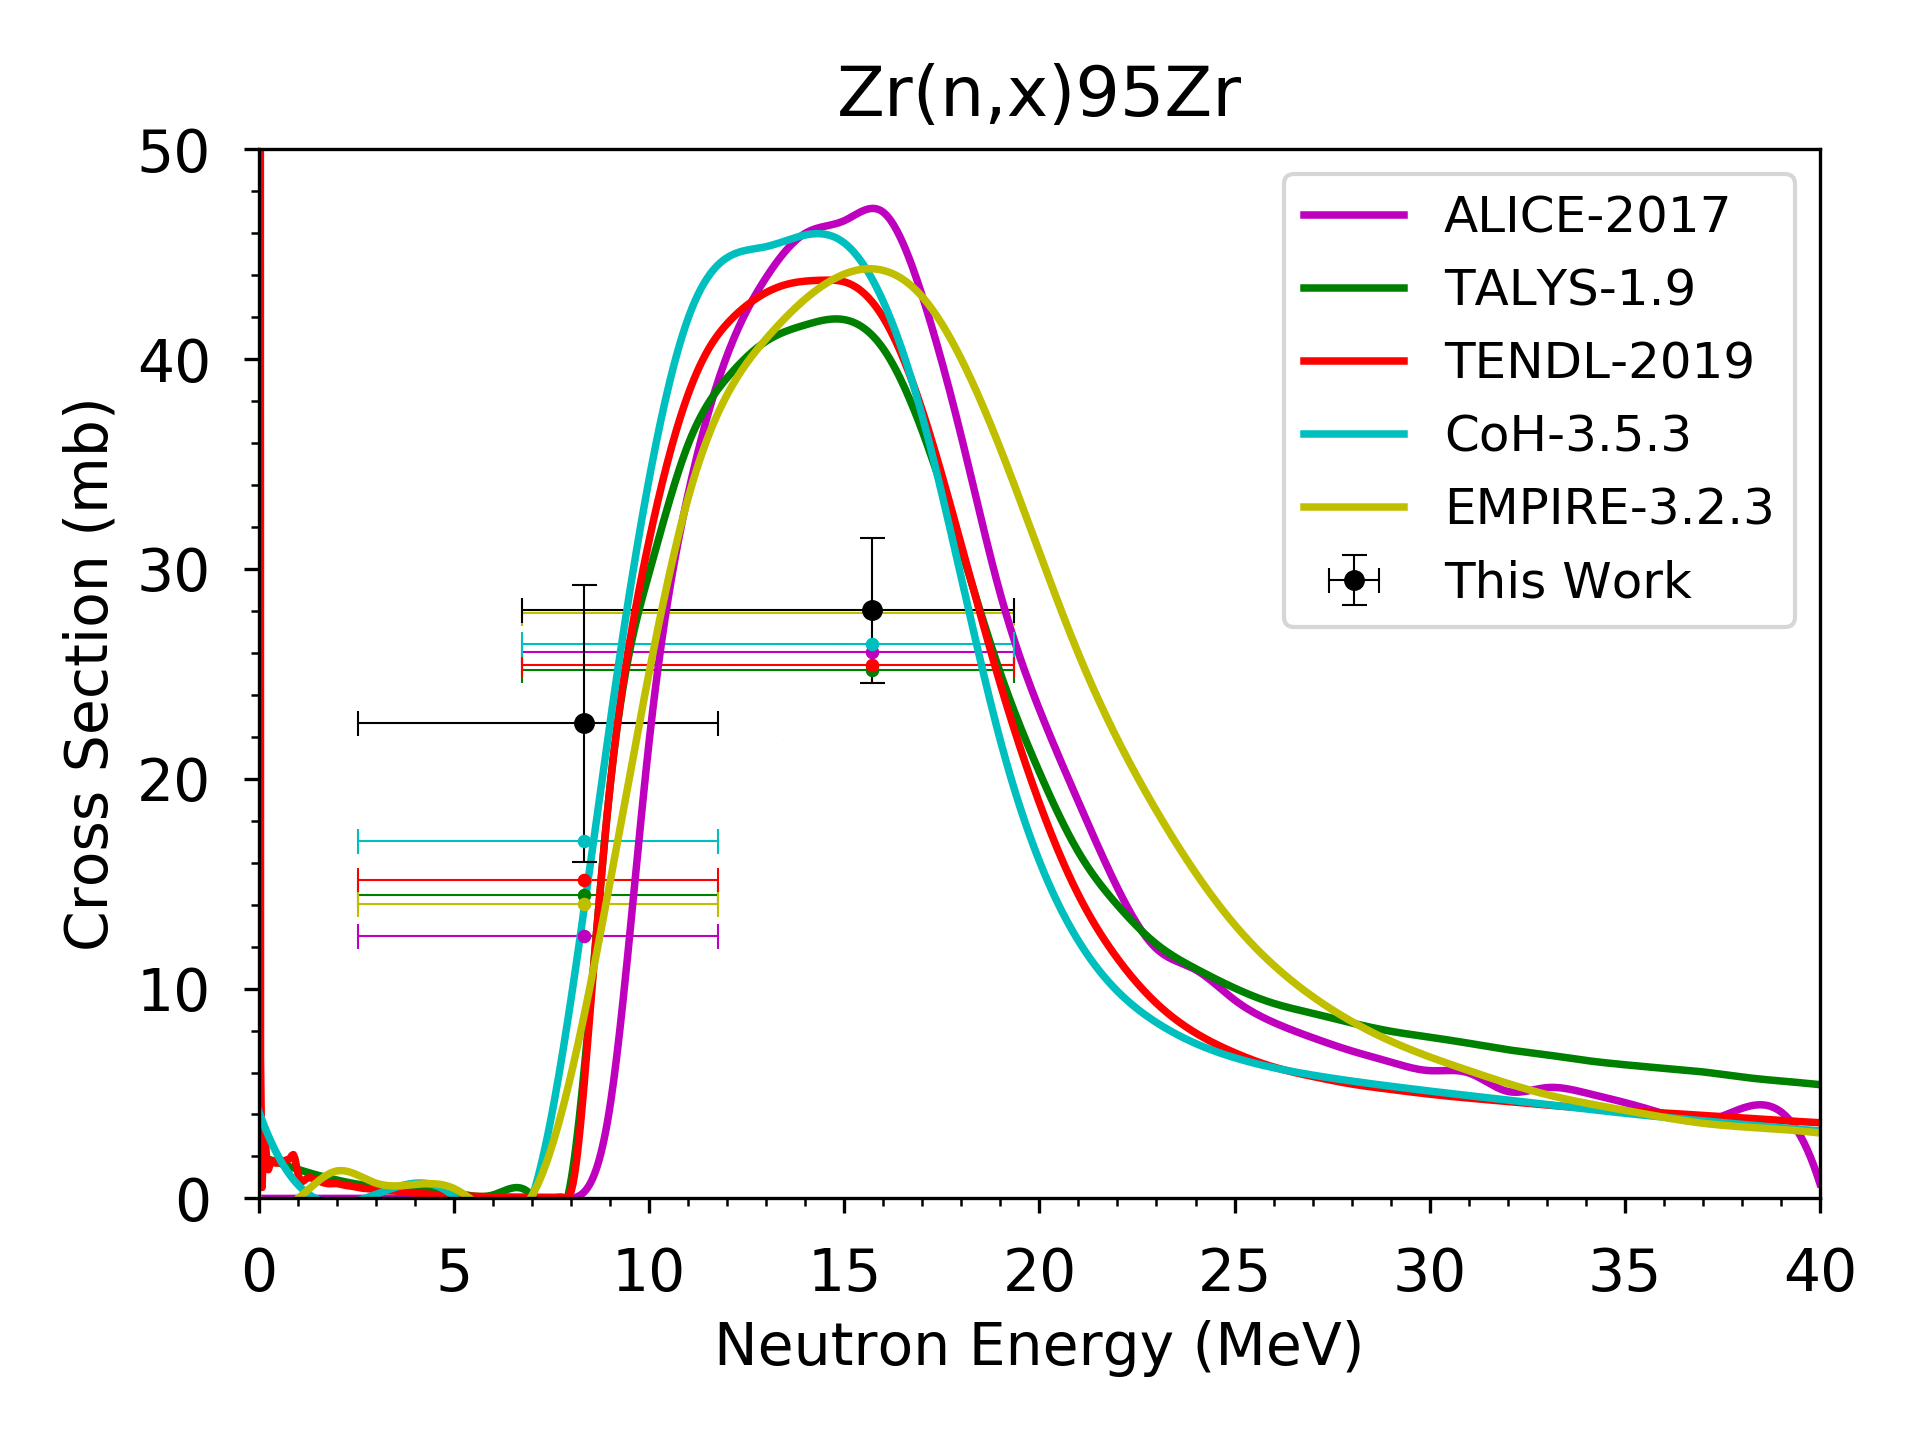 Zr(n,x)95Zr
50
40
30
20
10
0
Cross Section (mb)
ALICE-2017
TALYS-1.9
TENDL-2019
CoH-3.5.3
EMPIRE-3.2.3
This Work
0 5 10 15 20 25 30 35 40
Neutron Energy (MeV)